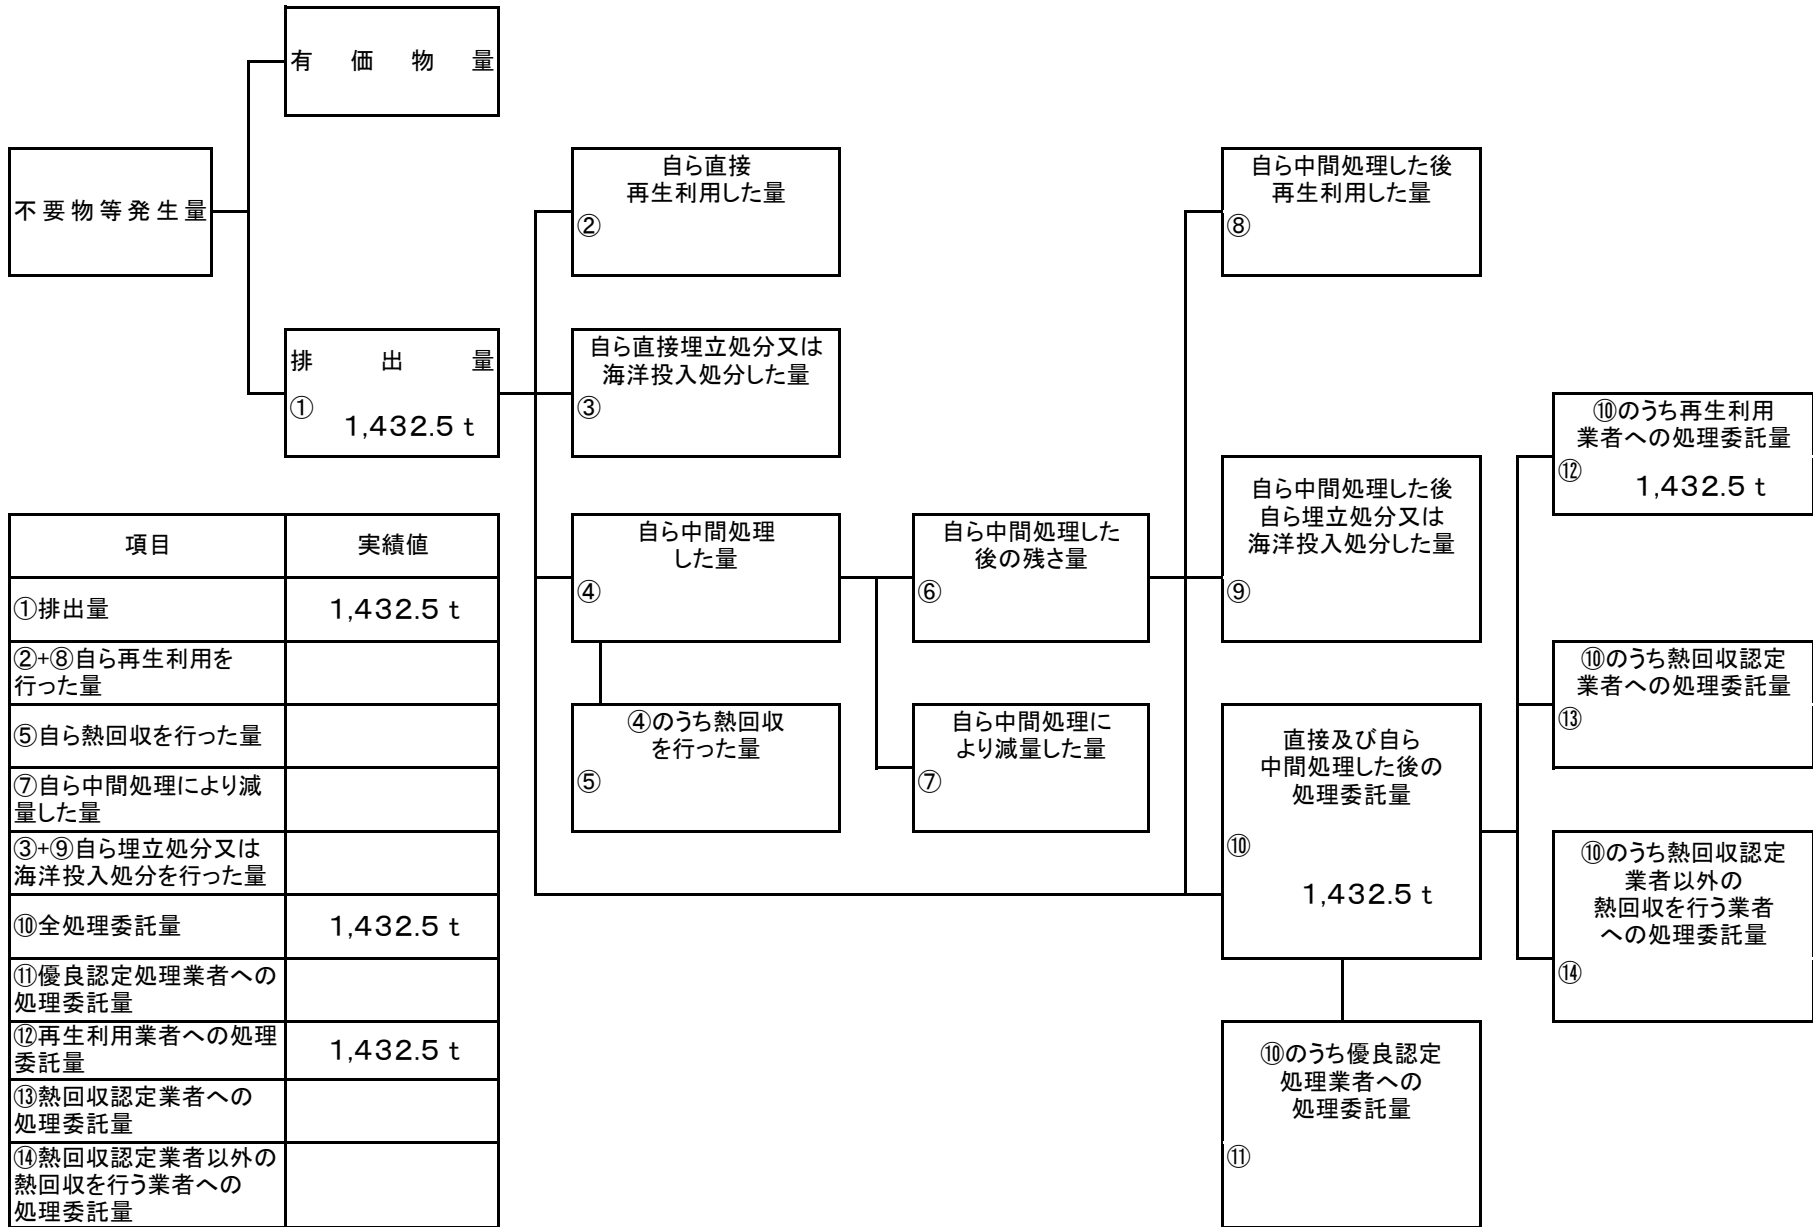 有価物量
不要物等発生量
排出量
①
1,432.5 t
自ら直接
再生利用した量
②
自ら直接埋立処分又は
海洋投入処分した量
③
自ら中間処理
した量
④
④のうち熱回収
を行った量
⑤
自ら中間処理した
後の残さ量
⑥
自ら中間処理に
より減量した量
⑦
自ら中間処理した後
再生利用した量
⑧
自ら中間処理した後
自ら埋立処分又は
海洋投入処分した量
⑨
直接及び自ら
中間処理した後の
処理委託量
⑩
1,432.5 t
⑩のうち優良認定
処理業者への
処理委託量
⑪
⑩のうち再生利用
業者への処理委託量
⑫
1,432.5 t
⑩のうち熱回収認定
業者への処理委託量
⑬
⑩のうち熱回収認定
業者以外の
熱回収を行う業者
への処理委託量
⑭
項目 実績値
①排出量 1,432.5 t
②+⑧自ら再生利用を
行った量
⑤自ら熱回収を行った量
⑦自ら中間処理により減
量した量
③+⑨自ら埋立処分又は
海洋投入処分を行った量
⑩全処理委託量 1,432.5 t
⑪優良認定処理業者への
処理委託量
⑫再生利用業者への処理
委託量 1,432.5 t
⑬熱回収認定業者への
処理委託量
⑭熱回収認定業者以外の
熱回収を行う業者への
処理委託量